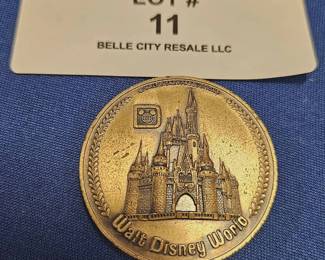 LOT #
11
BELLE CITY RESALE LLC
Walt Disney World